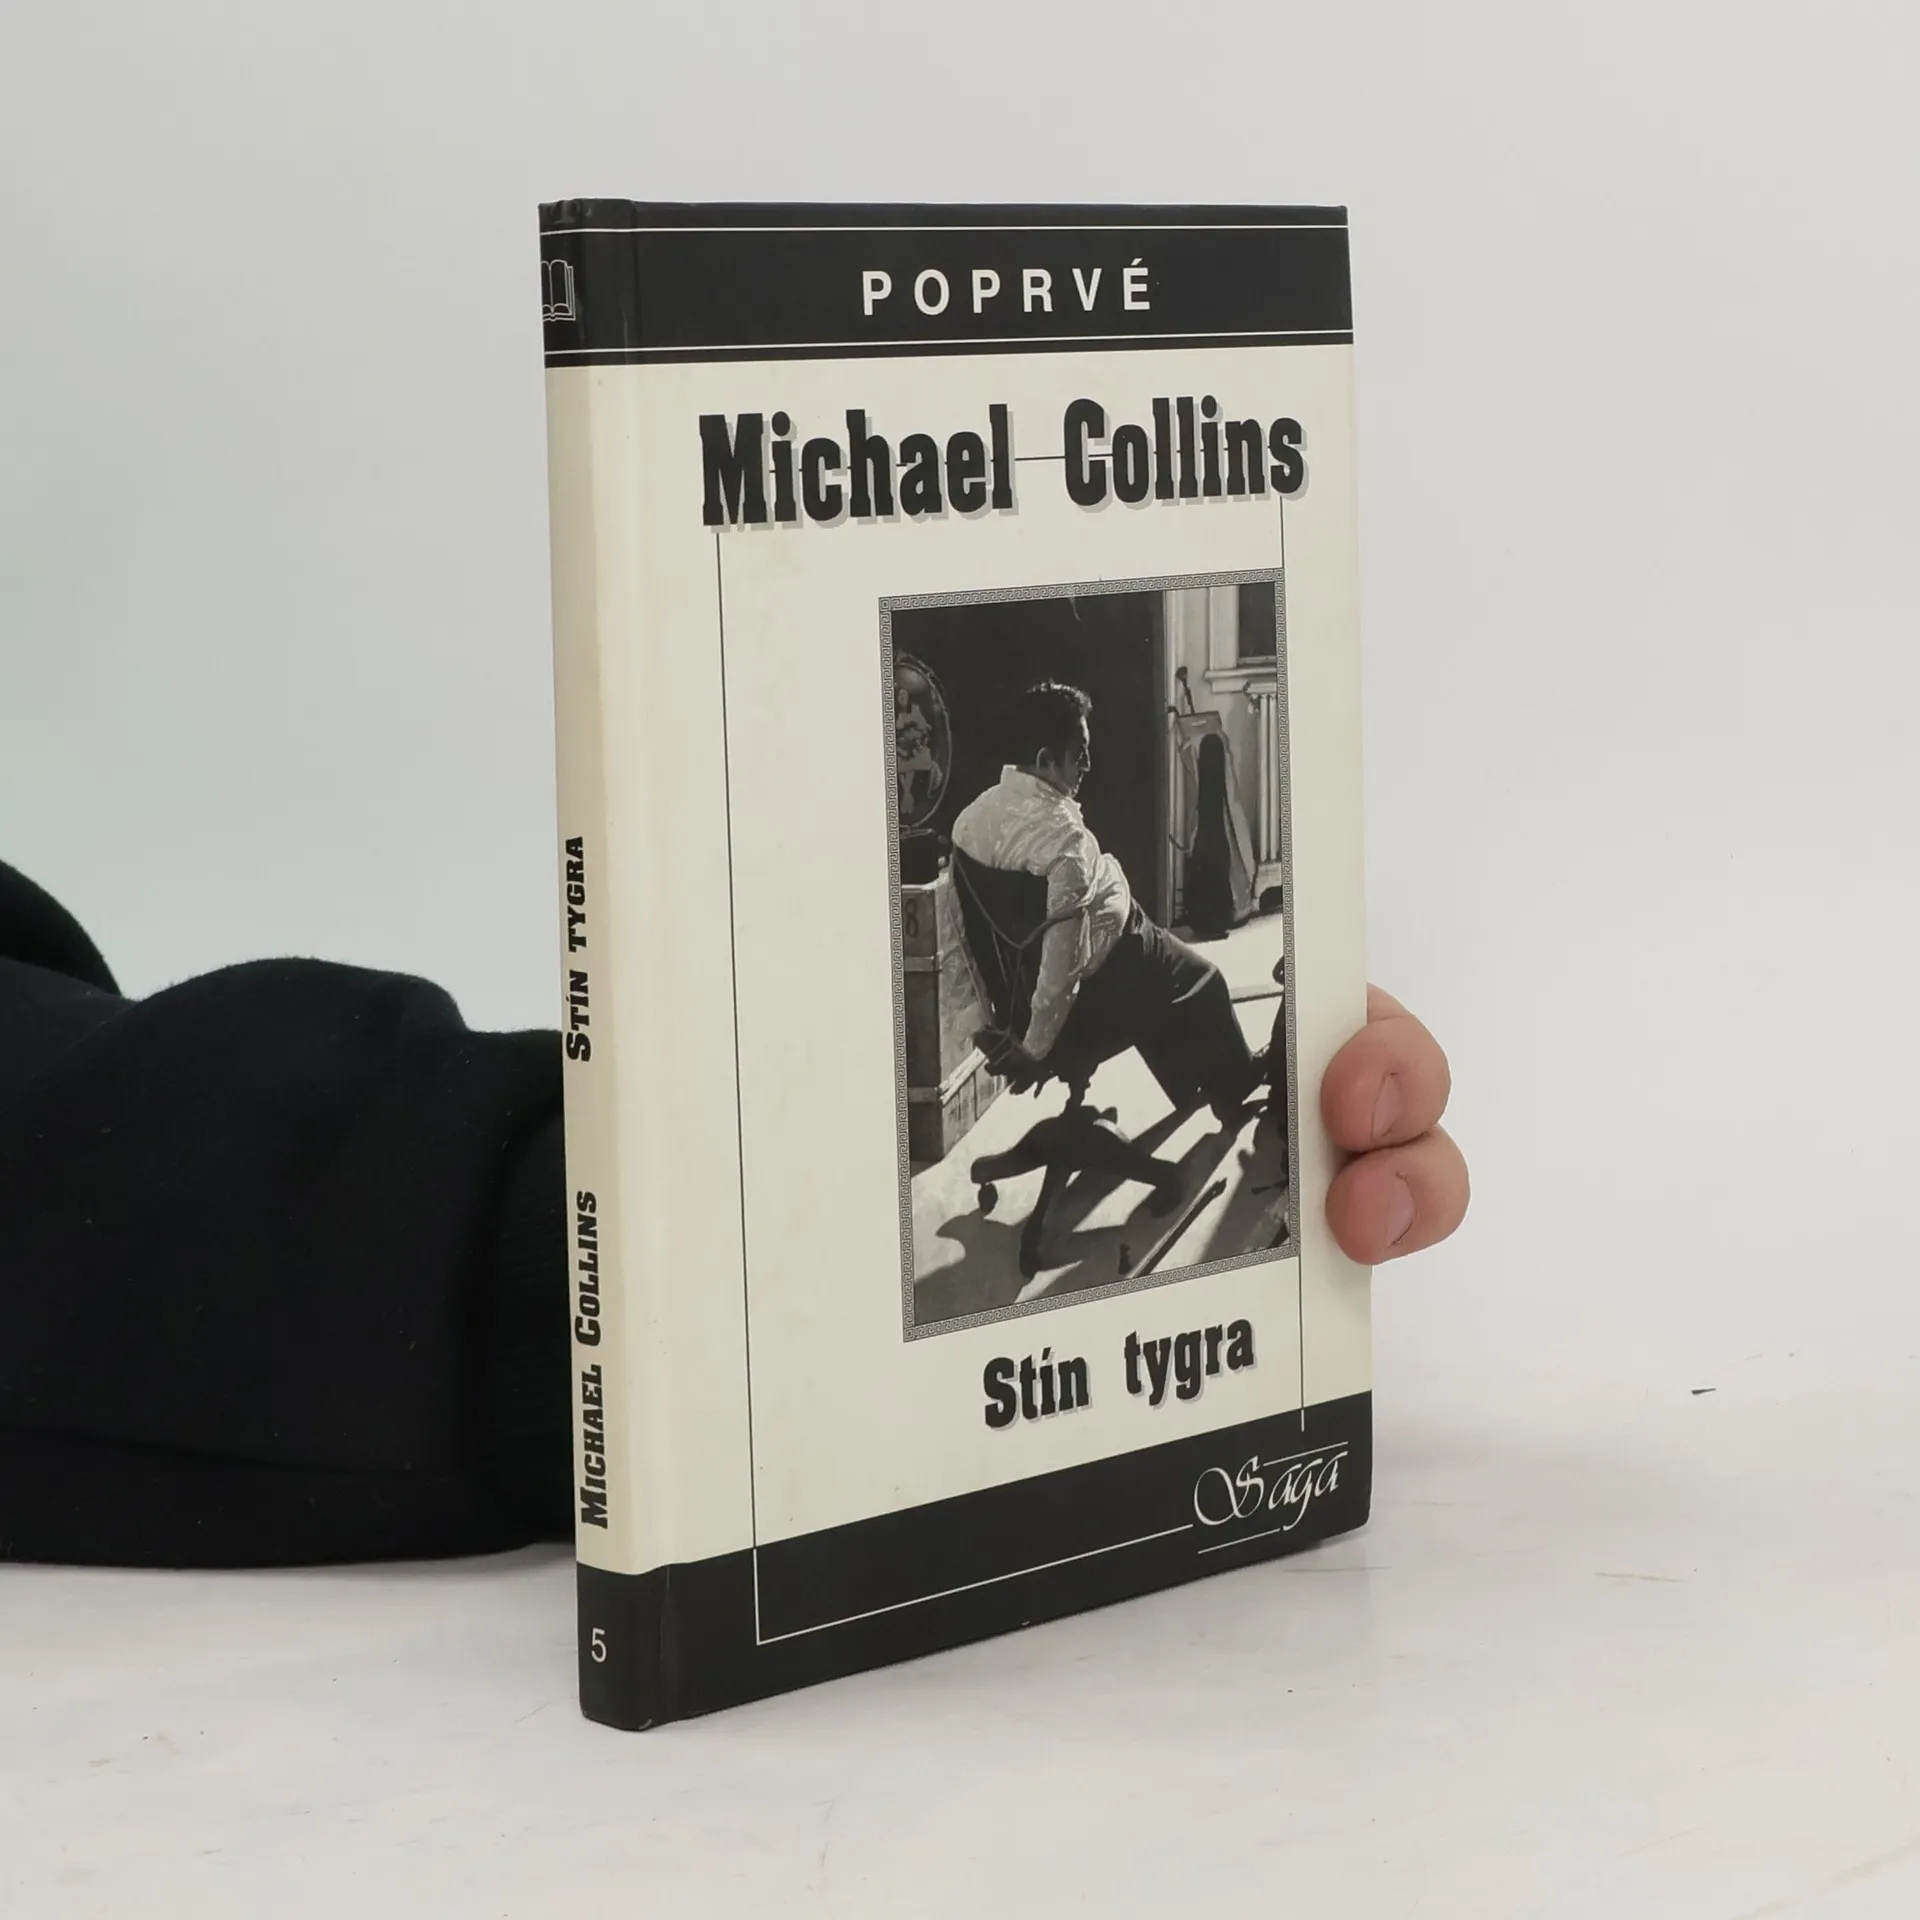 POPRVÉ
Michael Collins
Stín tygra
Saga
MICHAEL COLLINS STÍN TYGRA
5